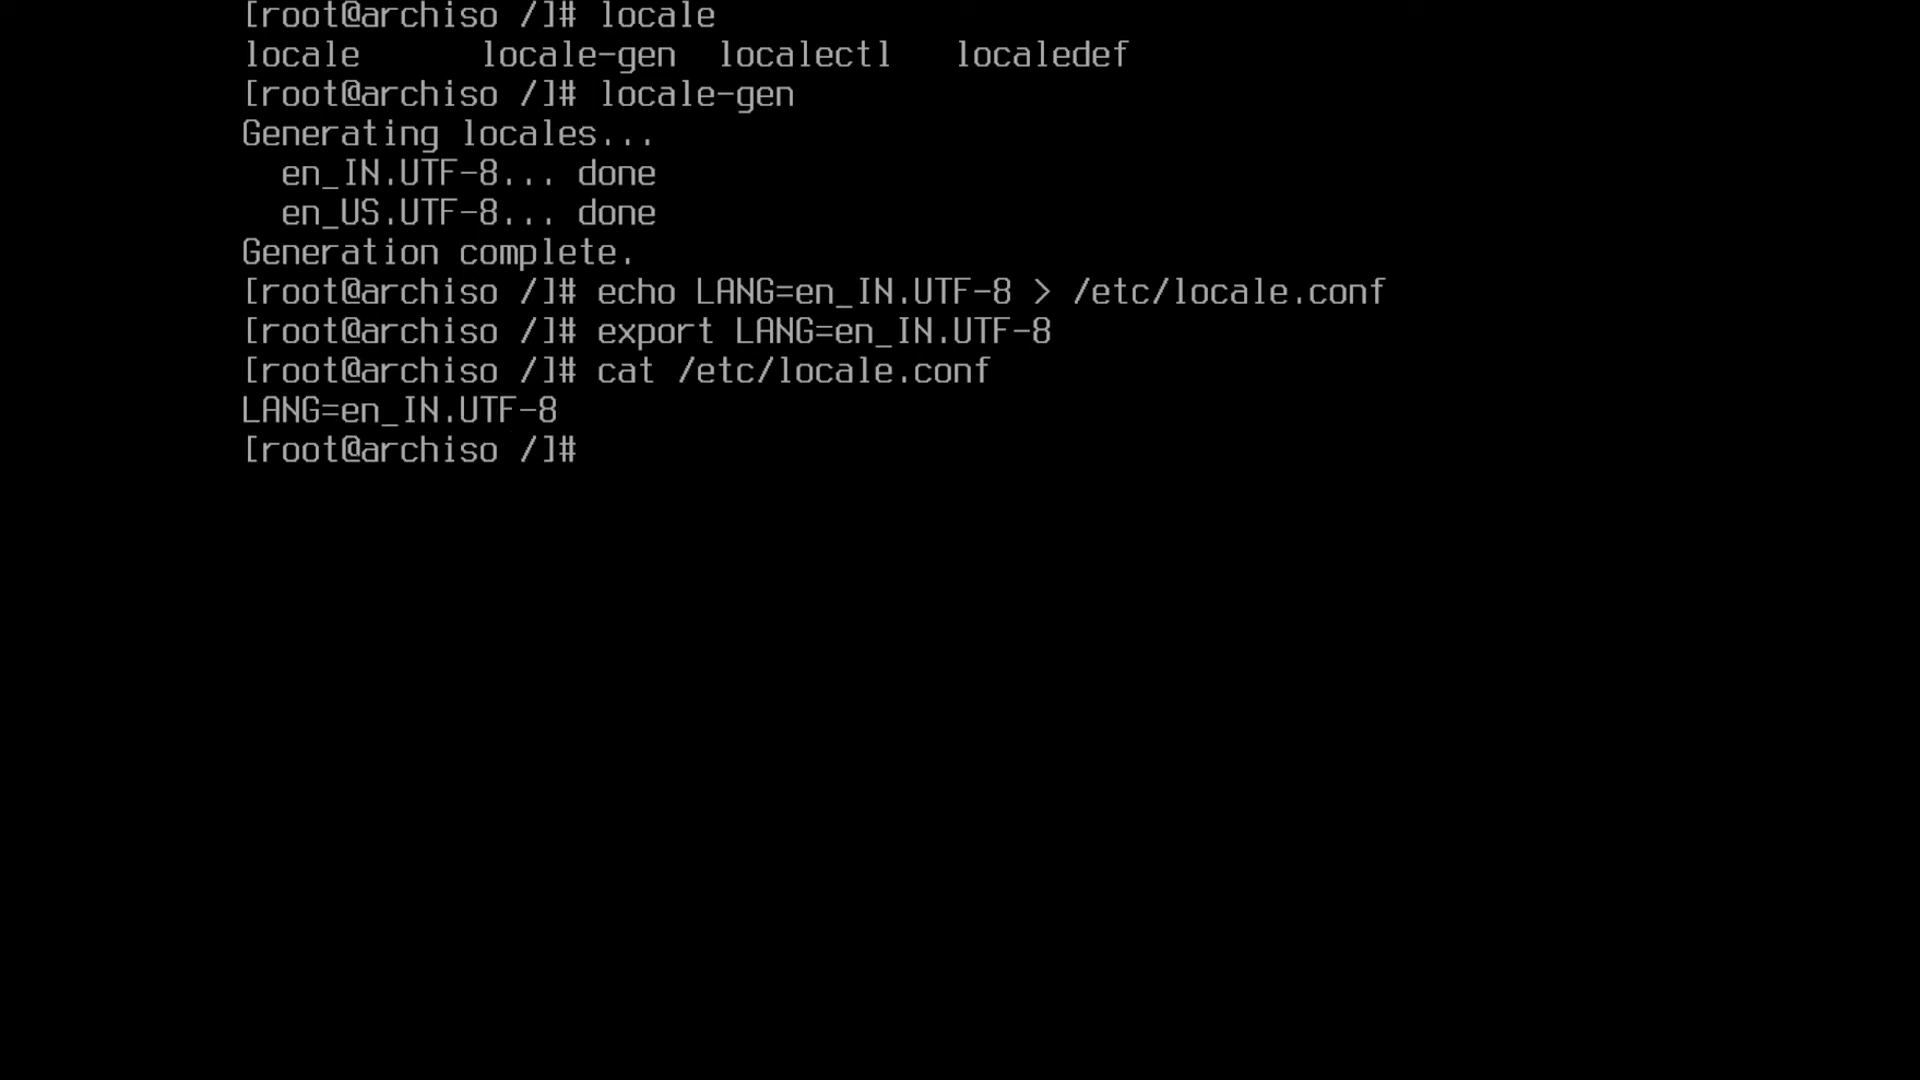 [root@archiso /]# locale
locale      locale-gen  localectl   localedef
[root@archiso /]# locale-gen
Generating locales...
  en_IN.UTF-8... done
  en_US.UTF-8... done
Generation complete.
[root@archiso /]# echo LANG=en_IN.UTF-8 > /etc/locale.conf
[root@archiso /]# export LANG=en_IN.UTF-8
[root@archiso /]# cat /etc/locale.conf
LANG=en_IN.UTF-8
[root@archiso /]#